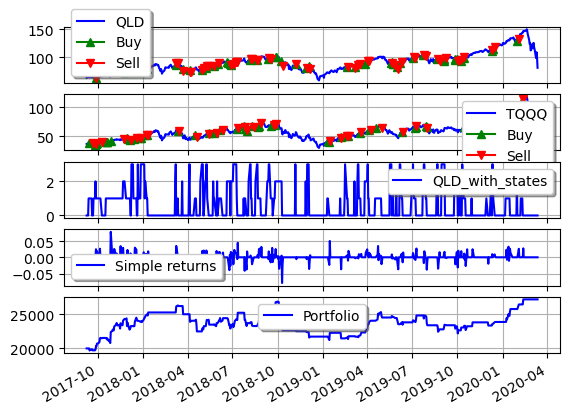 150
100
QLD
Buy
Sell
100
50
TQQQ
Buy
Sell
2
0
QLD_with_states
0.05
0.00
−0.05
Simple returns
25000
20000
Portfolio
2017-10
2018-01
2018-04
2018-07
2018-10
2019-01
2019-04
2019-07
2019-10
2020-01
2020-04